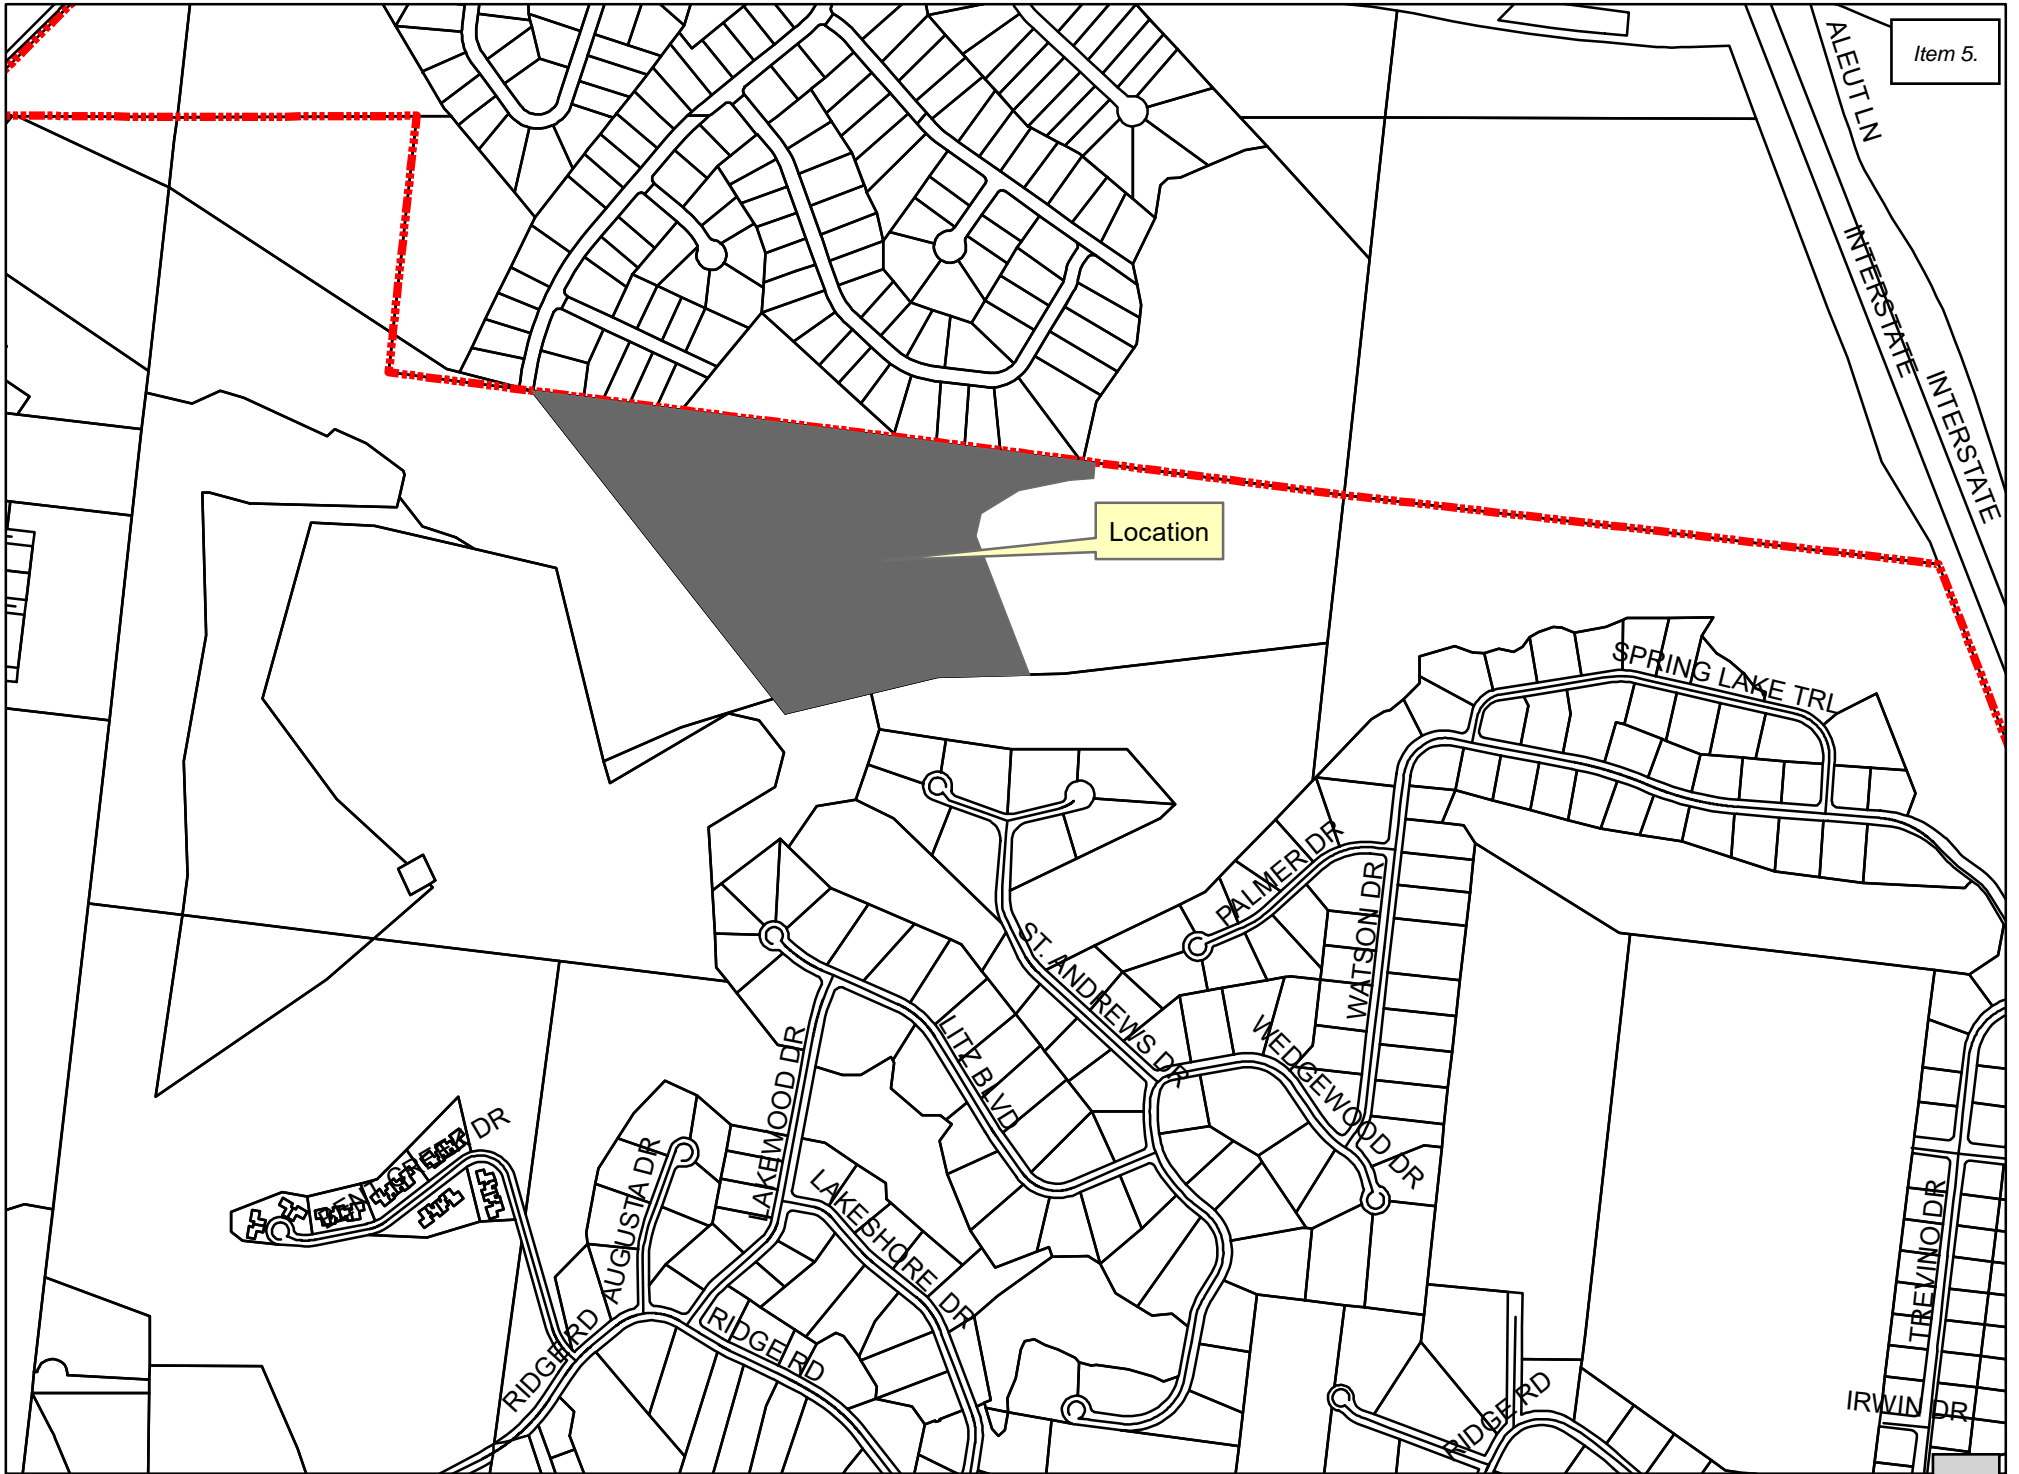 Item 5.
ALEUT LN
INTERSTATE
INTERSTATE
Location
SPRING LAKE TRL
PALMER DR
WATSON DR
ST. ANDREWS DR
WEDGEWOOD DR
LITZ BLVD
LAKEWOOD DR
BENT CREEK DR
AUGUSTA DR
LAKESHORE DR
TREVINO DR
RIDGE RD
RIDGE RD
RIDGE RD
IRWIN DR